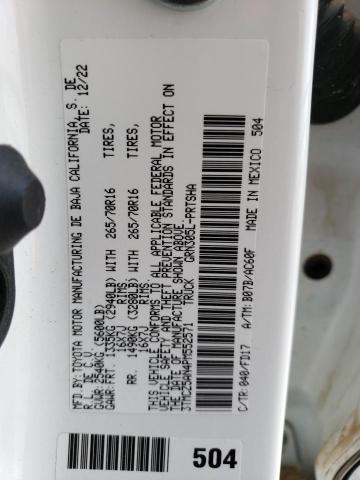 MFD BY: TOYOTA MOTOR MANUFACTURING DE BAJA CALIFORNIA, S. DE
R.L. DE C.V. DATE: 12/22
GVWR: 2540KG (5600LB)
GAWR: FRT. 1335KG (2940LB) WITH 265/70R16 TIRES,
16X7J RIMS,
RR. 1490KG (3280LB) WITH 265/70R16 TIRES,
16X7J RIMS.
THIS VEHICLE CONFORMS TO ALL APPLICABLE FEDERAL MOTOR
VEHICLE SAFETY AND THEFT PREVENTION STANDARDS IN EFFECT ON
THE DATE OF MANUFACTURE SHOWN ABOVE.
3TMCZ5AN4PM552571 TRUCK GRN305L-PRTSHA
C/TR: 040/FD17 A/TM: B07B/AC60F MADE IN MEXICO 504
504